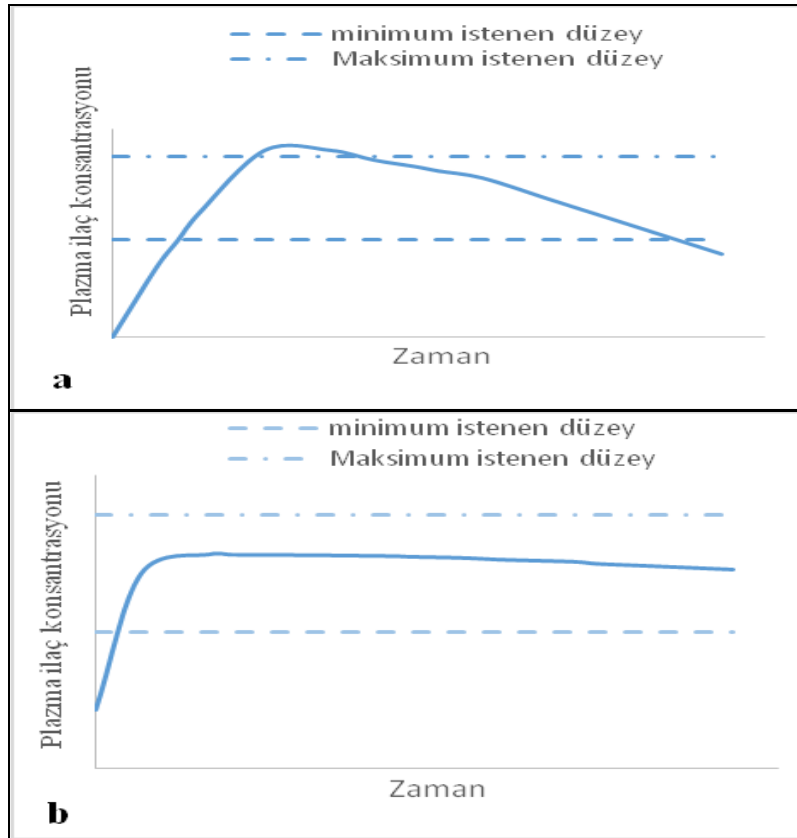 minimum istenen düzey
Maksimum istenen düzey
Plazma ilaç konsantrasyonu
Zaman
a
minimum istenen düzey
Maksimum istenen düzey
Plazma ilaç konsantrasyonu
Zaman
b